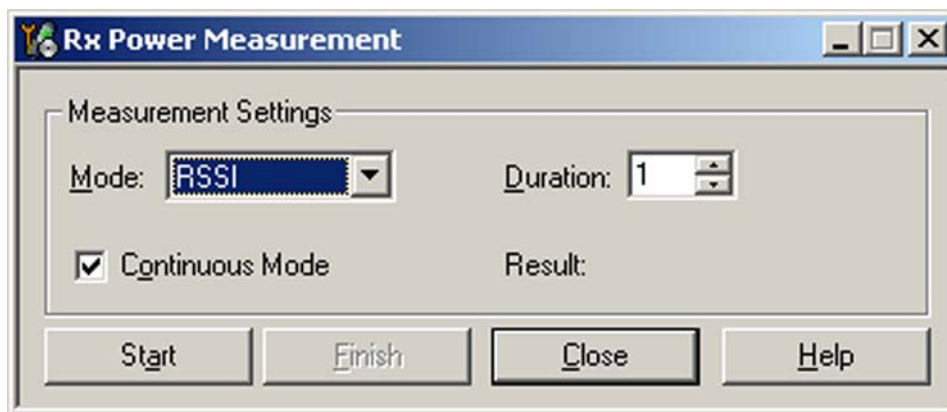 Rx Power Measurement
Measurement Settings
Mode: RSSI Duration: 1
Continuous Mode Result:
Start Finish Close Help